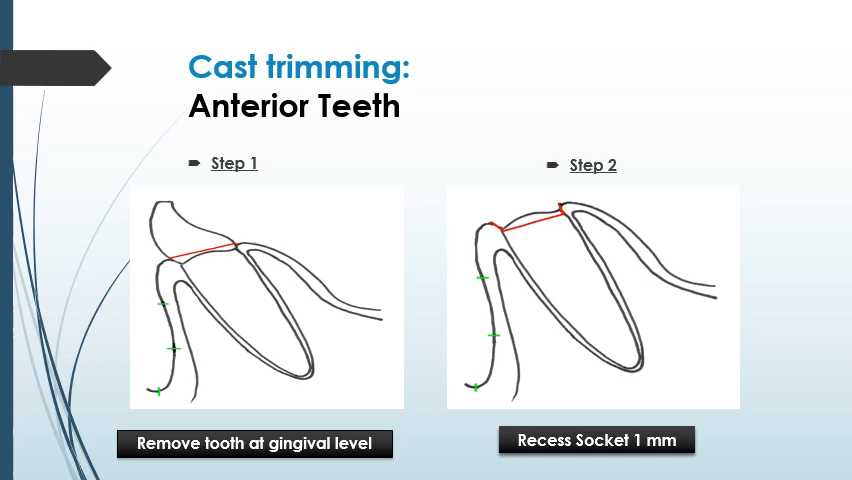 Cast trimming:
Anterior Teeth
Step 1
Step 2
Remove tooth at gingival level
Recess Socket 1 mm